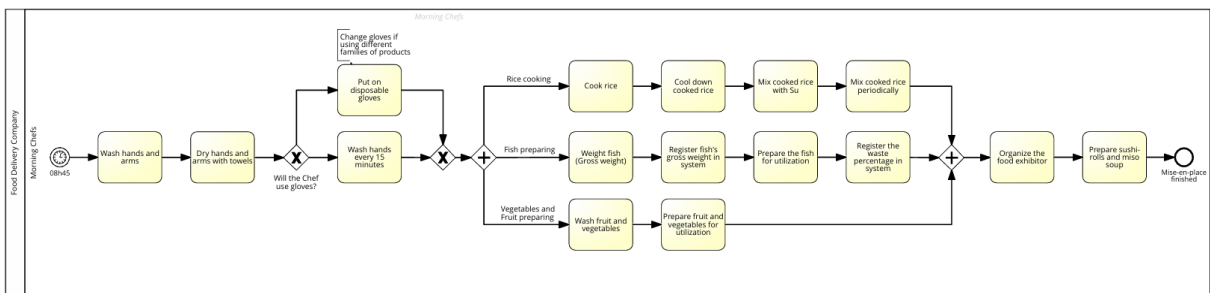 Morning Chefs
Food Delivery Company
Morning Chefs
08h45
Wash hands and
arms
Dry hands and
arms with towels
Will the Chef
use gloves?
Change gloves if
using different
families of products
Put on
disposable
gloves
Wash hands
every 15
minutes
Rice cooking
Cook rice
Cool down
cooked rice
Mix cooked rice
with Su
Mix cooked rice
periodically
Fish preparing
Weight fish
(Gross weight)
Register fish's
gross weight in
system
Prepare the fish
for utilization
Register the
waste
percentage in
system
Vegetables and
Fruit preparing
Wash fruit and
vegetables
Prepare fruit and
vegetables for
utilization
Organize the
food exhibitor
Prepare sushi-
rolls and miso
soup
Mise-en-place
finished